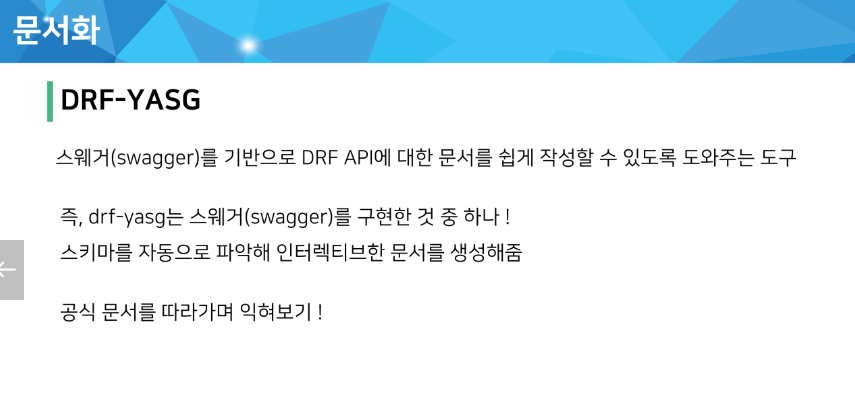 문서화
DRF-YASG
스웨거(swagger)를 기반으로 DRF API에 대한 문서를 쉽게 작성할 수 있도록 도와주는 도구
즉, drf-yasg는 스웨거(swagger)를 구현한 것 중 하나 !
스키마를 자동으로 파악해 인터렉티브한 문서를 생성해줌
공식 문서를 따라가며 익혀보기 !